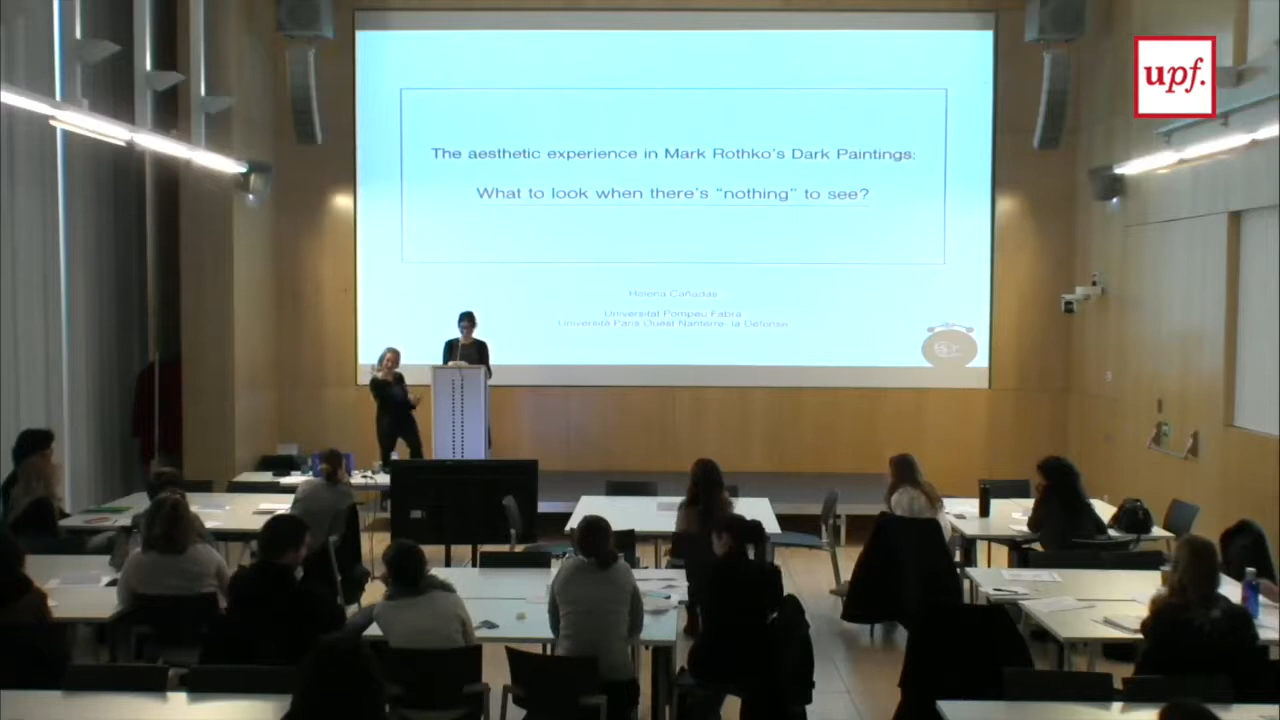 upf.
The aesthetic experience in Mark Rothko's Dark Paintings:
What to look when there's "nothing" to see?
Helena Cañadas
Universitat Pompeu Fabra
Université Paris Ouest Nanterre- la Défense